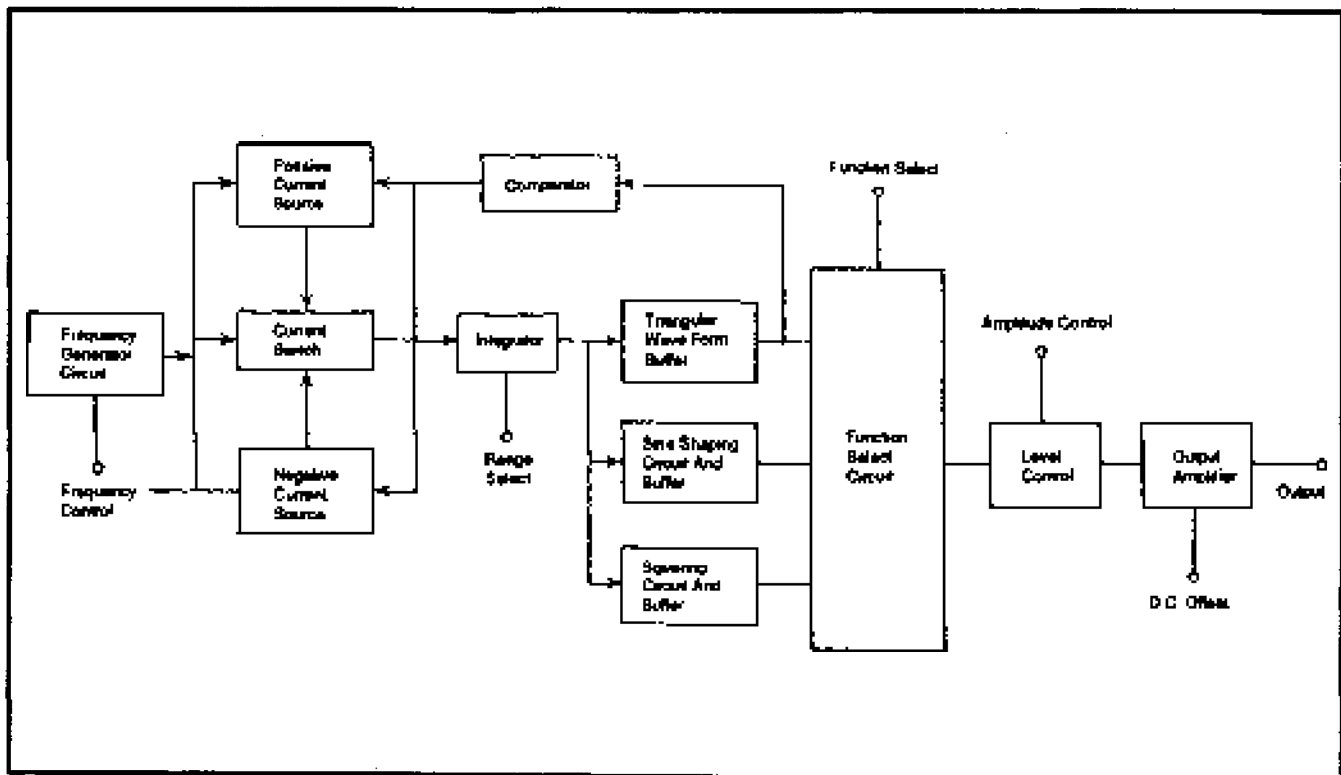 Positive
Current
Source
Comparator
Function Select
Frequency
Generator
Circuit
Current
Switch
Integrator
Triangular
Wave Form
Buffer
Amplitude Control
Range
Select
Sine Shaping
Circuit And
Buffer
Function
Select
Circuit
Level
Control
Output
Amplifier
Output
Frequency
Control
Negative
Current
Source
Squaring
Circuit And
Buffer
D.C. Offset